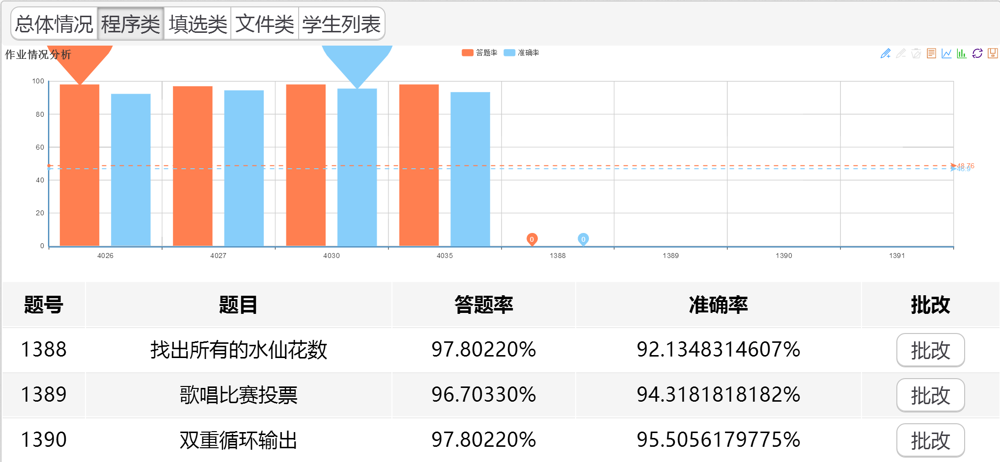 总体情况 程序类 填选类 文件类 学生列表
作业情况分析
答题率 准确率
100
80
60
40
20
0
48.76
46.9
0 0
4026 4027 4030 4035 1388 1389 1390 1391
题号 题目 答题率 准确率 批改
1388 找出所有的水仙花数 97.80220% 92.1348314607% 批改
1389 歌唱比赛投票 96.70330% 94.3181818182% 批改
1390 双重循环输出 97.80220% 95.5056179775% 批改